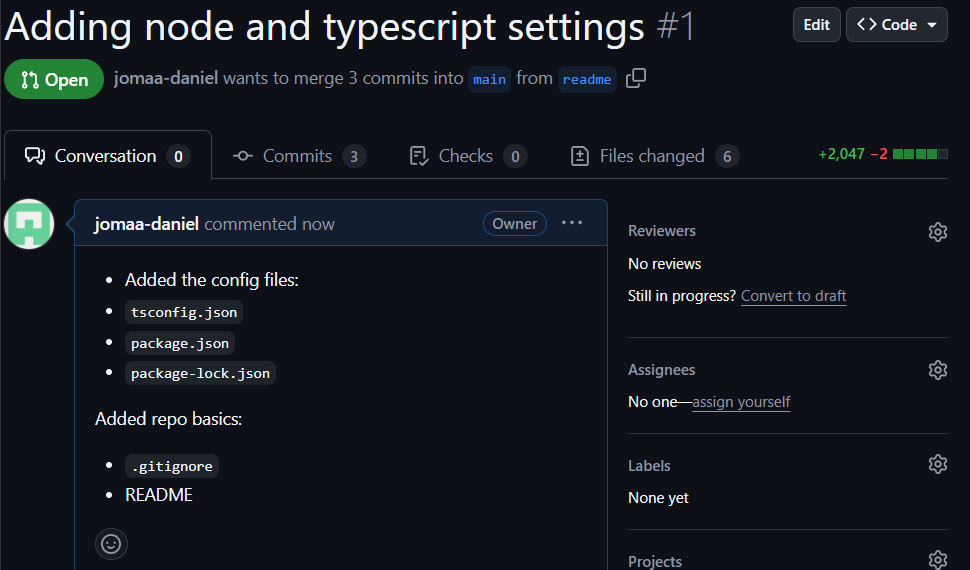 Adding node and typescript settings #1
Edit
Code
Open
jomaa-daniel wants to merge 3 commits into main from readme
Conversation 0
Commits 3
Checks 0
Files changed 6
+2,047 −2
jomaa-daniel commented now
Owner
Added the config files:
tsconfig.json
package.json
package-lock.json
Added repo basics:
.gitignore
README
Reviewers
No reviews
Still in progress? Convert to draft
Assignees
No one—assign yourself
Labels
None yet
Projects